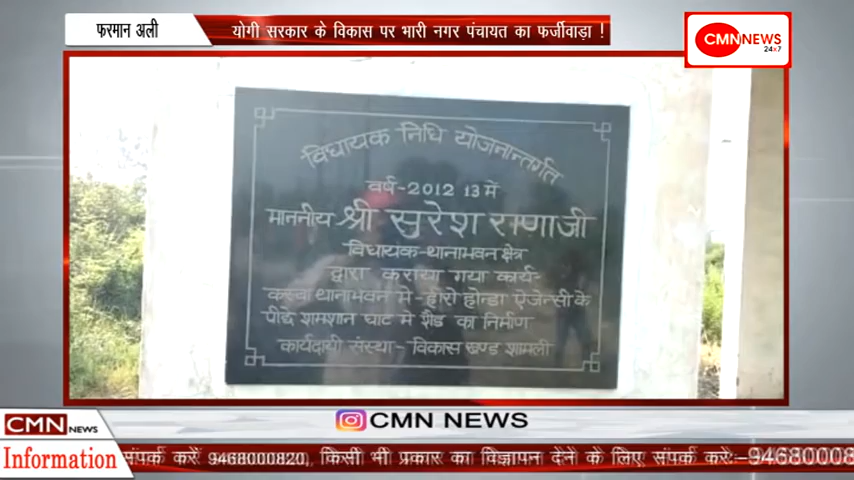 फरमान अली
योगी सरकार के विकास पर भारी नगर पंचायत का फर्जीवाड़ा !
CMNNEWS
24x7
विधायक निधि योजनान्तर्गत
वर्ष-2012 13 में
माननीय श्री सुरेश राणाजी
विधायक-थानाभवन क्षेत्र
द्वारा कराया गया कार्य-
कस्बा थानाभवन मे-हीरो होन्डा ऐजेन्सी के
पीछे शमशान घाट मे शैड का निर्माण
कार्यदायी संस्था-विकास खण्ड शामली
CMN NEWS
CMN NEWS
Information
संपर्क करें 9468000820, किसी भी प्रकार का विज्ञापन देने के लिए संपर्क करें:-94680008